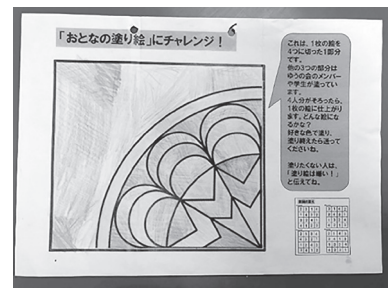 「おとなの塗り絵」にチャレンジ！
これは、1枚の絵を
4つに切った1部分
です。
他の3つの部分は
ゆうの会のメンバー
や学生が塗ってい
ます。
4人分がそろったら、
1枚の絵に仕上がり
ます。どんな絵にな
るかな？
好きな色で塗り、
塗り終えたら送って
くださいね。
塗りたくない人は、
「塗り絵は嫌い！」
と伝えてね。